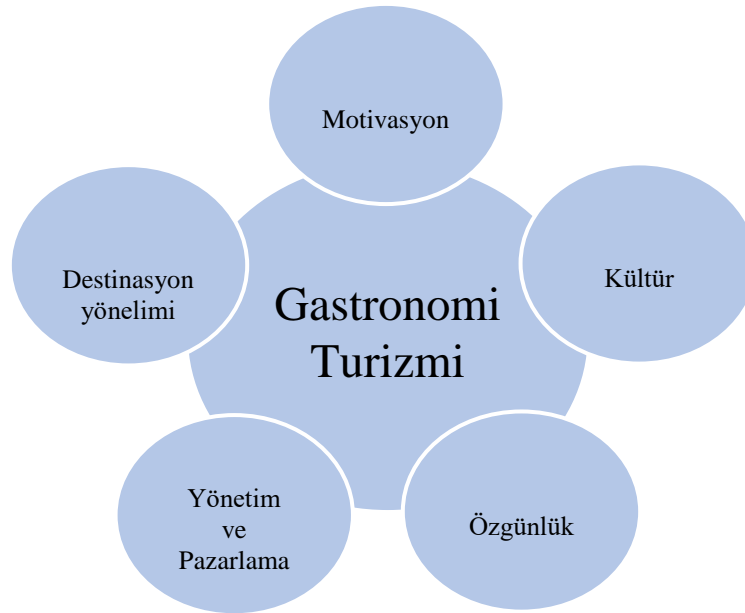 Motivasyon
Kültür
Destinasyon
yönelimi
Gastronomi
Turizmi
Yönetim
ve
Pazarlama
Özgünlük